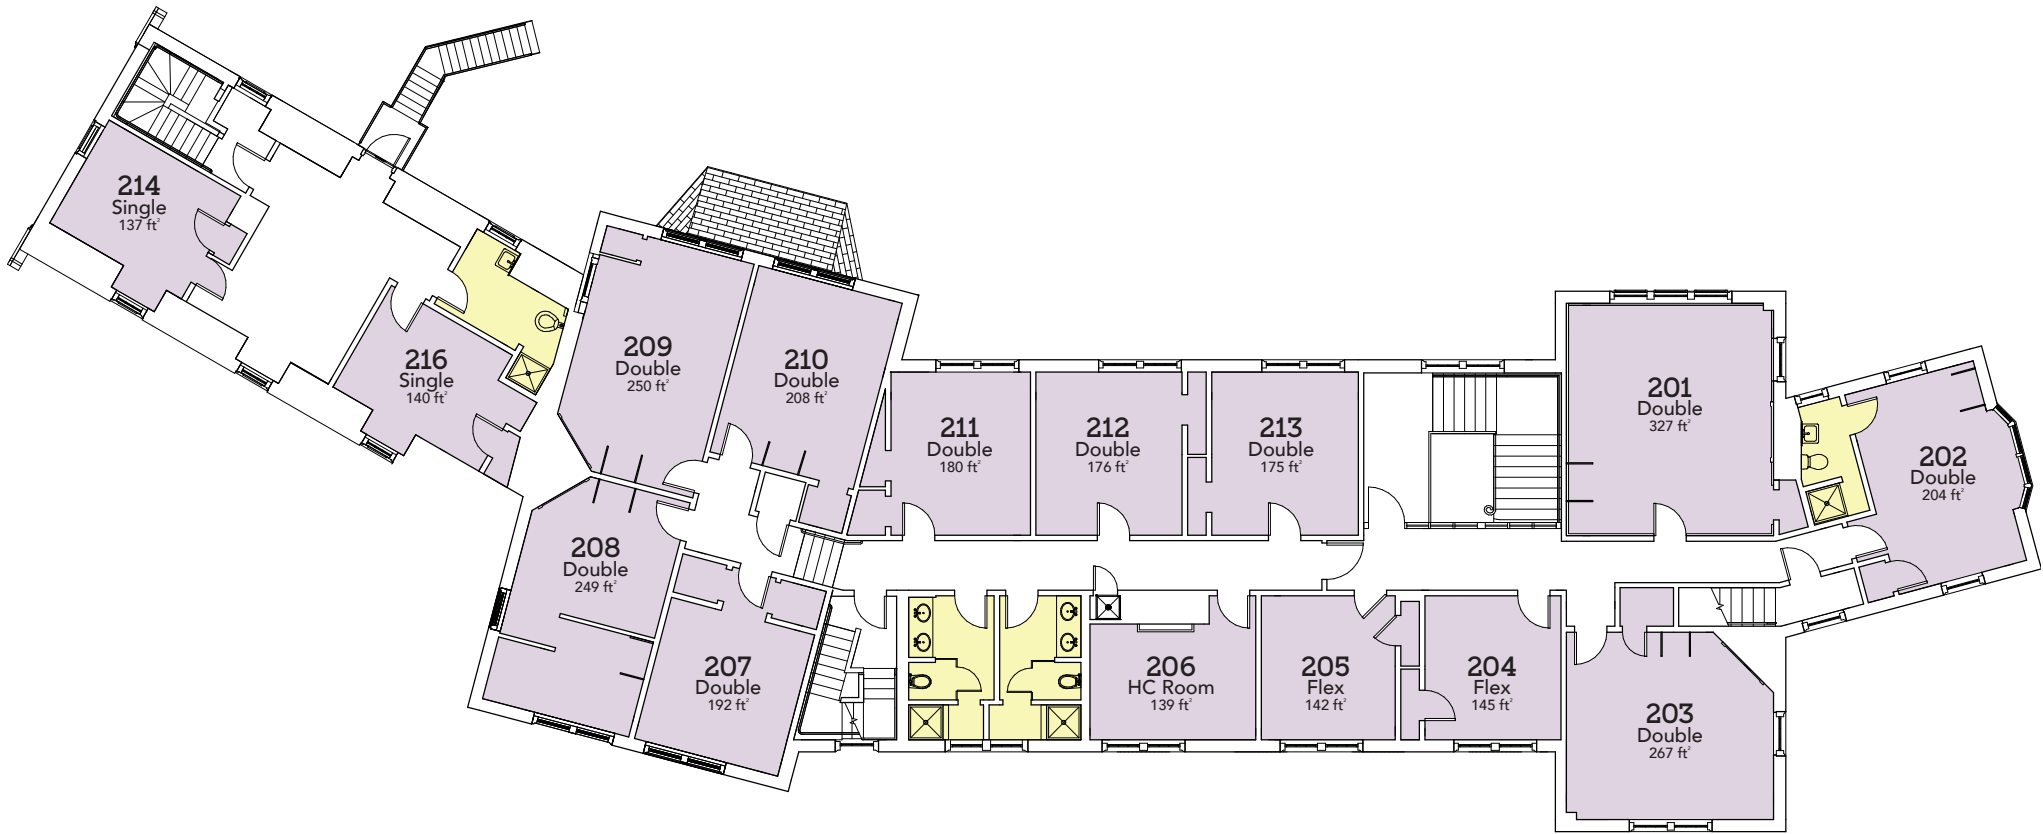 214
Single
137 ft²
216
Single
140 ft²
209
Double
250 ft²
210
Double
208 ft²
211
Double
180 ft²
212
Double
176 ft²
213
Double
175 ft²
201
Double
327 ft²
202
Double
204 ft²
208
Double
249 ft²
207
Double
192 ft²
206
HC Room
139 ft²
205
Flex
142 ft²
204
Flex
145 ft²
203
Double
267 ft²